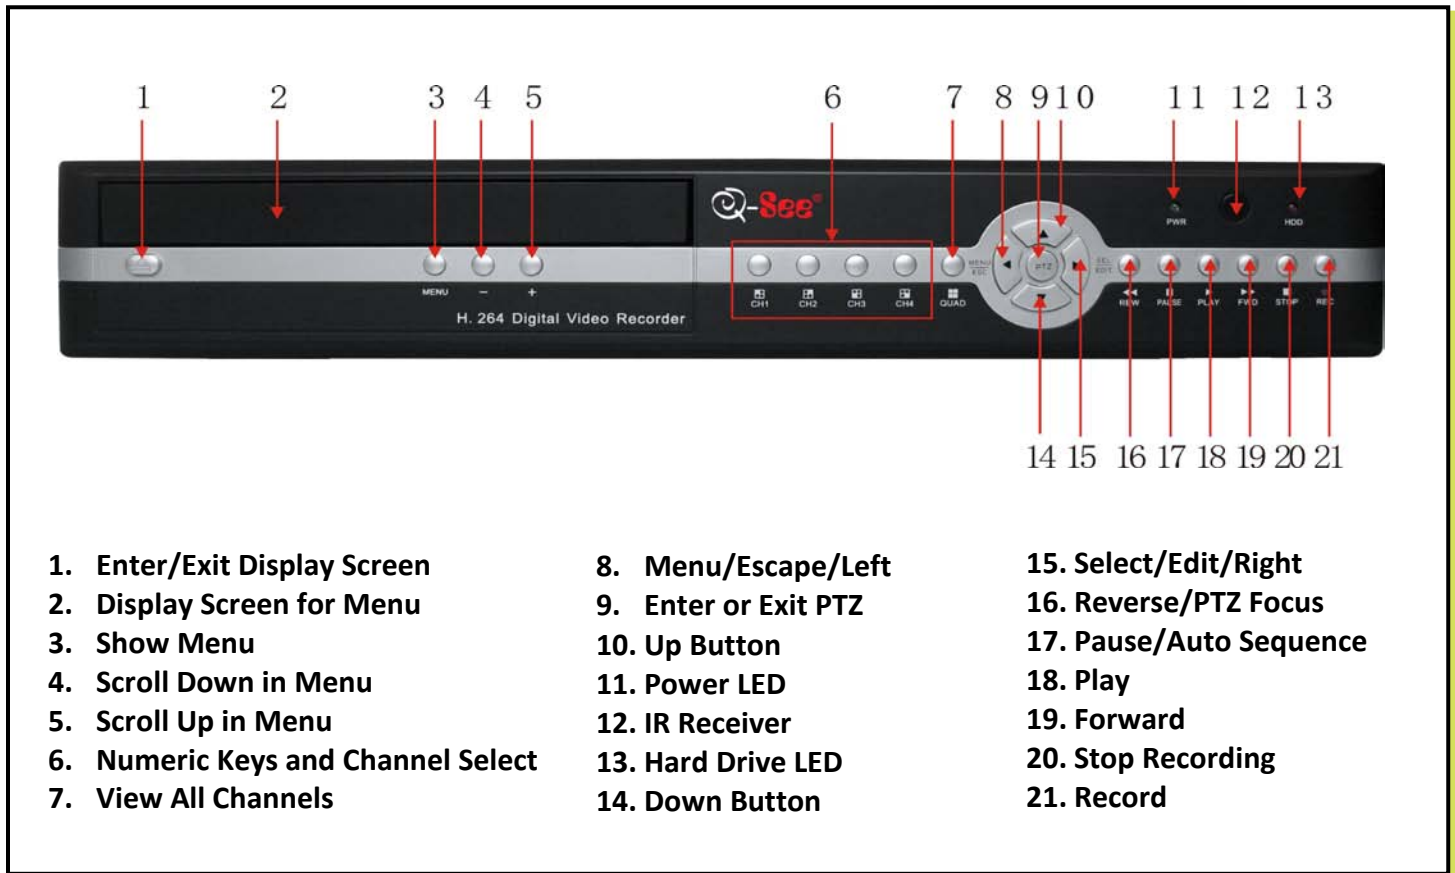 1 2 3 4 5 6 7 8 9 10 11 12 13
Q-See®
PWR HDD
MENU/ESC PTZ SEL/EDIT
MENU - + CH1 CH2 CH3 CH4 QUAD REW PAUSE PLAY FWD STOP REC
H.264 Digital Video Recorder
14 15 16 17 18 19 20 21
1. Enter/Exit Display Screen
2. Display Screen for Menu
3. Show Menu
4. Scroll Down in Menu
5. Scroll Up in Menu
6. Numeric Keys and Channel Select
7. View All Channels
8. Menu/Escape/Left
9. Enter or Exit PTZ
10. Up Button
11. Power LED
12. IR Receiver
13. Hard Drive LED
14. Down Button
15. Select/Edit/Right
16. Reverse/PTZ Focus
17. Pause/Auto Sequence
18. Play
19. Forward
20. Stop Recording
21. Record